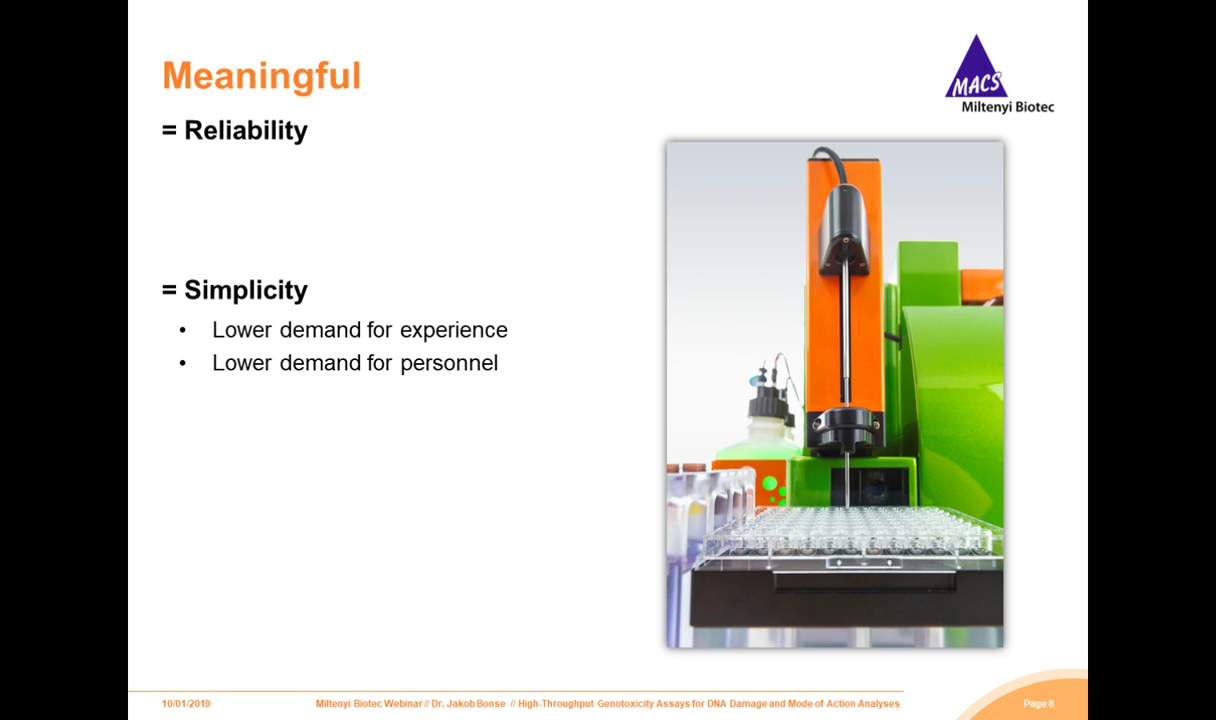 Meaningful
MACS
Miltenyi Biotec
= Reliability
= Simplicity
• Lower demand for experience
• Lower demand for personnel
10/01/2019
Miltenyi Biotec Webinar // Dr. Jakob Bonse // High-Throughput Genotoxicity Assays for DNA Damage and Mode of Action Analyses
Page 8